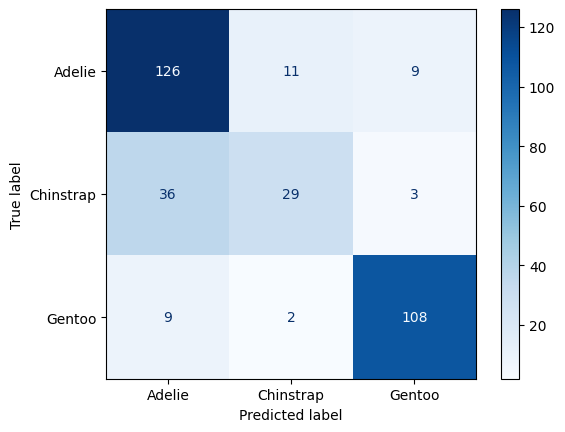 Adelie 126 11 9
Chinstrap 36 29 3
Gentoo 9 2 108
Adelie Chinstrap Gentoo
Predicted label
True label
120
100
80
60
40
20